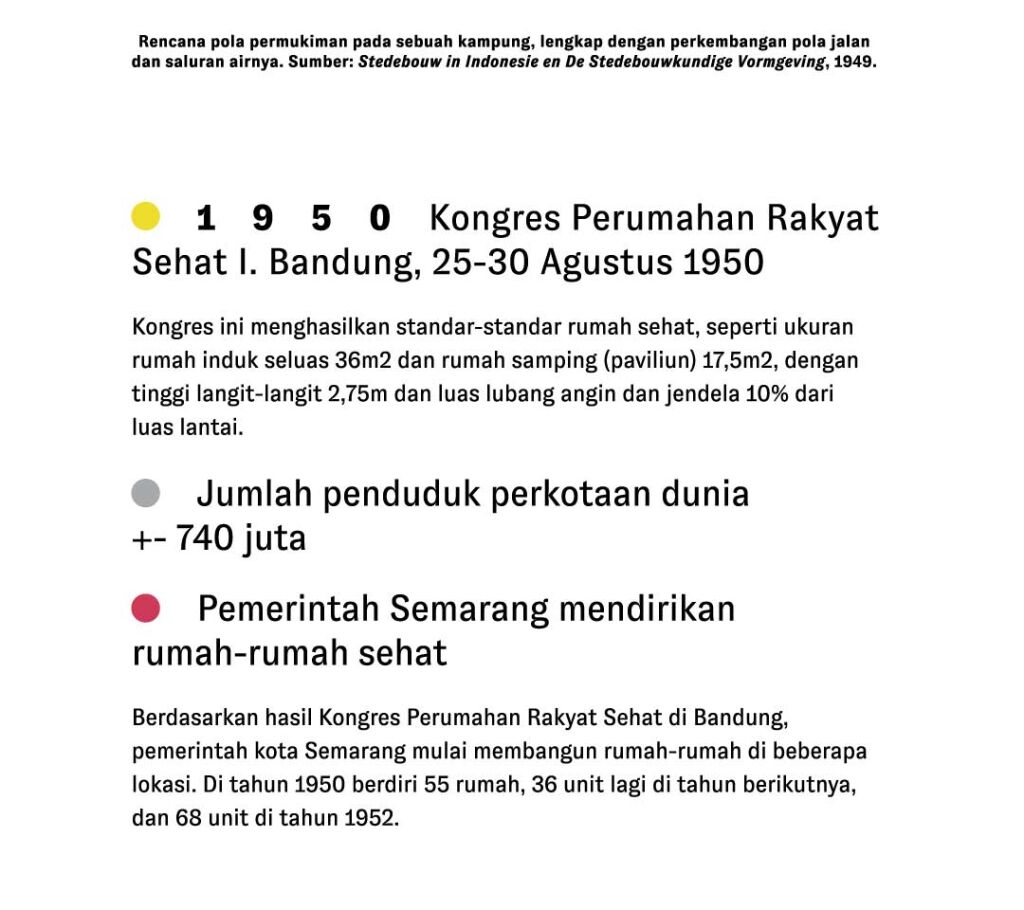 Rencana pola permukiman pada sebuah kampung, lengkap dengan perkembangan pola jalan
dan saluran airnya. Sumber: Stedebouw in Indonesie en De Stedebouwkundige Vormgeving, 1949.
1 9 5 0 Kongres Perumahan Rakyat
Sehat I. Bandung, 25-30 Agustus 1950
Kongres ini menghasilkan standar-standar rumah sehat, seperti ukuran
rumah induk seluas 36m2 dan rumah samping (paviliun) 17,5m2, dengan
tinggi langit-langit 2,75m dan luas lubang angin dan jendela 10% dari
luas lantai.
Jumlah penduduk perkotaan dunia
+- 740 juta
Pemerintah Semarang mendirikan
rumah-rumah sehat
Berdasarkan hasil Kongres Perumahan Rakyat Sehat di Bandung,
pemerintah kota Semarang mulai membangun rumah-rumah di beberapa
lokasi. Di tahun 1950 berdiri 55 rumah, 36 unit lagi di tahun berikutnya,
dan 68 unit di tahun 1952.